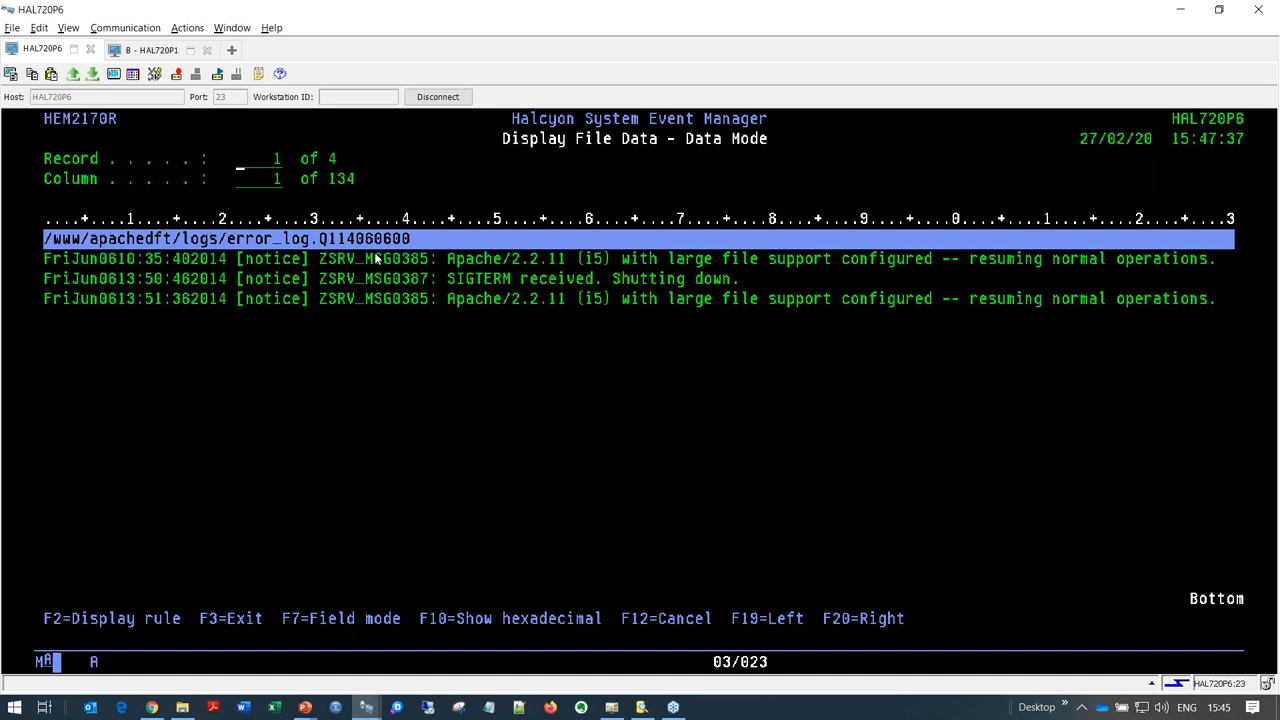 HAL720P6
File Edit View Communication Actions Window Help
HAL720P6 B - HAL720P1
Host: HAL720P6 Port: 23 Workstation ID: Disconnect
HEM2170R Halcyon System Event Manager HAL720P6
Display File Data - Data Mode 27/02/20 15:47:37
Record . . . . . : 1 of 4
Column . . . . . : 1 of 134
....+....1....+....2....+....3....+....4....+....5....+....6....+....7....+....8....+....9....+....0....+....1....+....2....+....3
/www/apachedft/logs/error_log.Q114060600
FriJun0610:35:402014 [notice] ZSRV_MSG0385: Apache/2.2.11 (i5) with large file support configured -- resuming normal operations.
FriJun0613:50:462014 [notice] ZSRV_MSG0387: SIGTERM received. Shutting down.
FriJun0613:51:362014 [notice] ZSRV_MSG0385: Apache/2.2.11 (i5) with large file support configured -- resuming normal operations.
Bottom
F2=Display rule F3=Exit F7=Field mode F10=Show hexadecimal F12=Cancel F19=Left F20=Right
MA A 03/023
HAL720P6:23
Desktop ENG 15:45